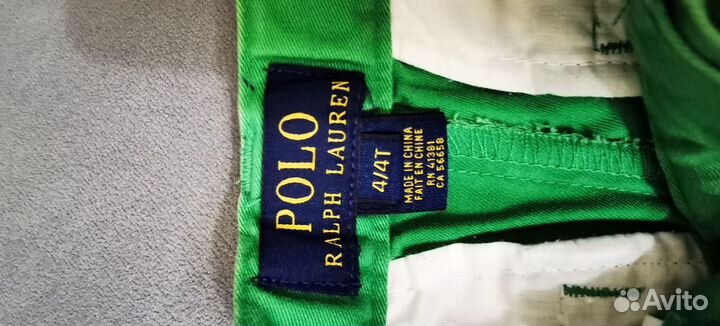 POLO
RALPH LAUREN
4/4T
MADE IN CHINA
FAIT EN CHINE
RN 41381
CA 56658
Avito